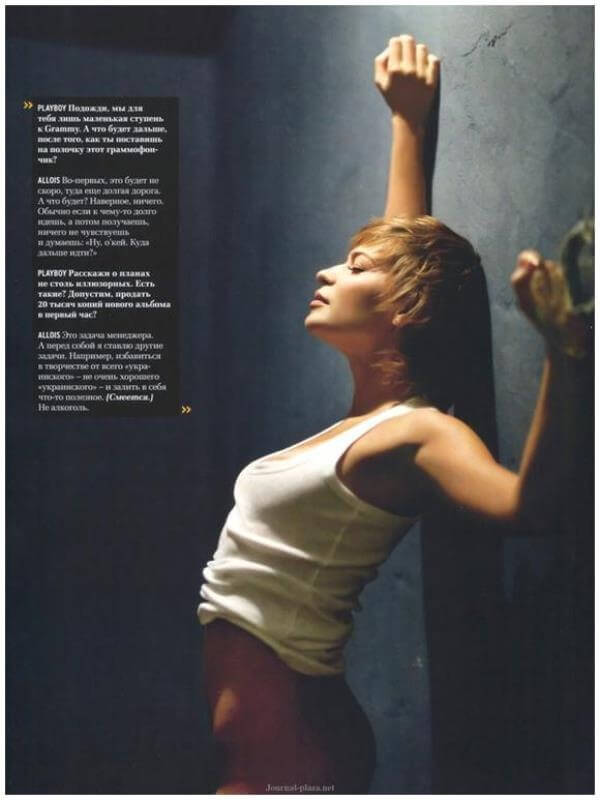 PLAYBOY Подожди, мы для
тебя лишь маленькая ступень
к Grammy. А что будет дальше,
после того, как ты поставишь
на полочку этот граммофон-
чик?
ALLOIS Во-первых, это будет не
скоро, туда еще долгая дорога.
А что будет? Наверное, ничего.
Обычно если к чему-то долго
идешь, а потом получаешь,
ничего не чувствуешь
и думаешь: «Ну, о'кей. Куда
дальше идти?»
PLAYBOY Расскажи о планах
не столь иллюзорных. Есть
такие? Допустим, продать
20 тысяч копий нового альбома
в первый час?
ALLOIS Это задача менеджера.
А перед собой я ставлю другие
задачи. Например, избавиться
в творчестве от всего «укра-
инского» – не очень хорошего
«украинского» – и залить в себя
что-то полезное. (Смеется.)
Не алкоголь.
Journal-plaza.net